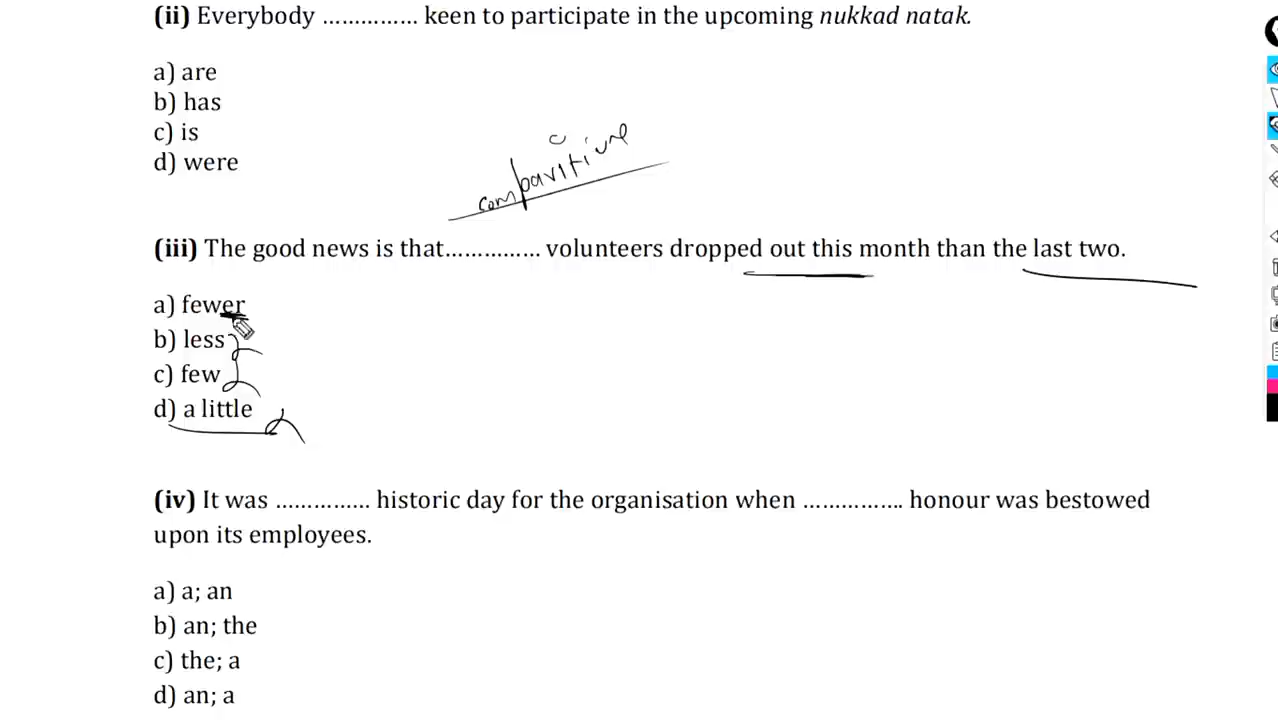 (ii) Everybody …………… keen to participate in the upcoming nukkad natak.
a) are
b) has
c) is
d) were
comparitive
(iii) The good news is that…………… volunteers dropped out this month than the last two.
a) fewer
b) less
c) few
d) a little
(iv) It was …………… historic day for the organisation when ……………. honour was bestowed
upon its employees.
a) a; an
b) an; the
c) the; a
d) an; a